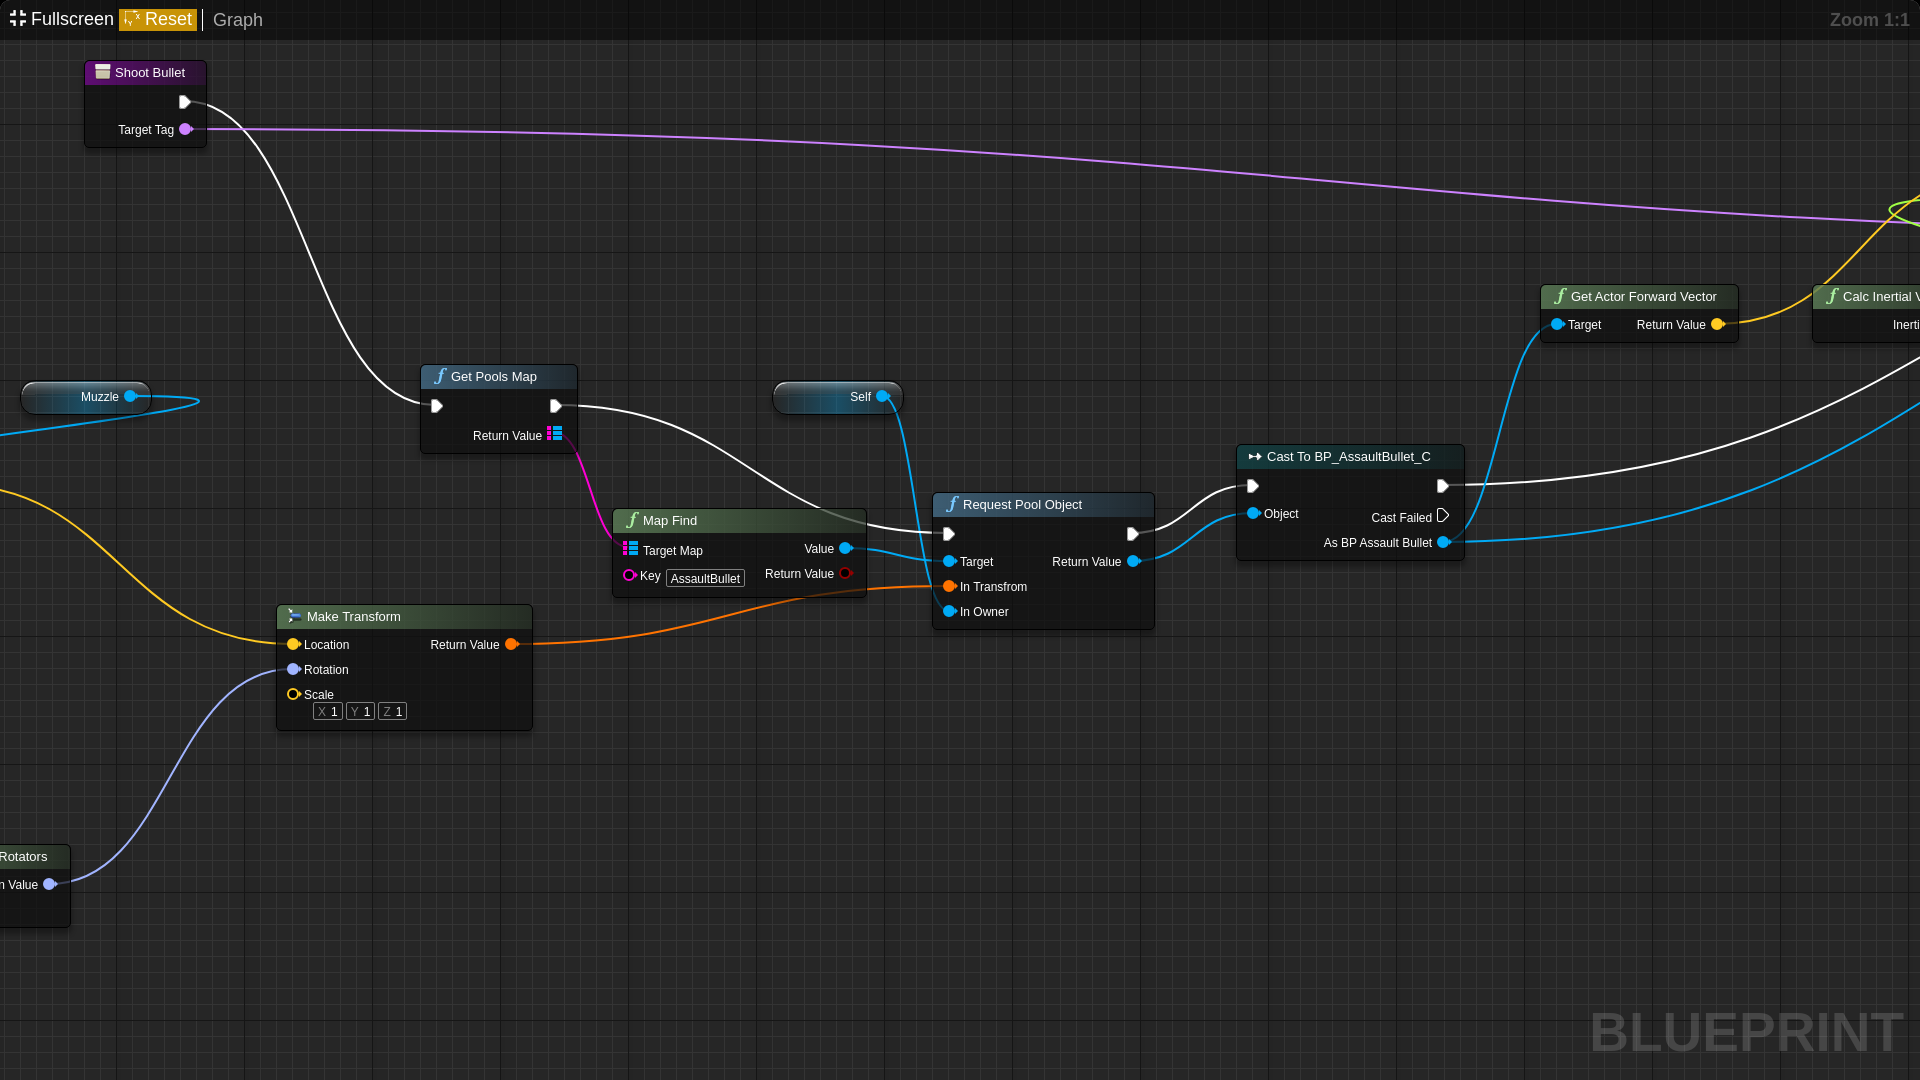 Fullscreen Reset Graph
Zoom 1:1
Shoot Bullet
Target Tag
Get Actor Forward Vector
Target Return Value
Calc Inertial V
Inerti
Muzzle
Get Pools Map
Return Value
Self
Cast To BP_AssaultBullet_C
Object
Cast Failed
As BP Assault Bullet
Request Pool Object
Target Return Value
In Transfrom
In Owner
Map Find
Target Map Value
Key AssaultBullet Return Value
Make Transform
Location Return Value
Rotation
Scale
X 1 Y 1 Z 1
Rotators
n Value
BLUEPRINT